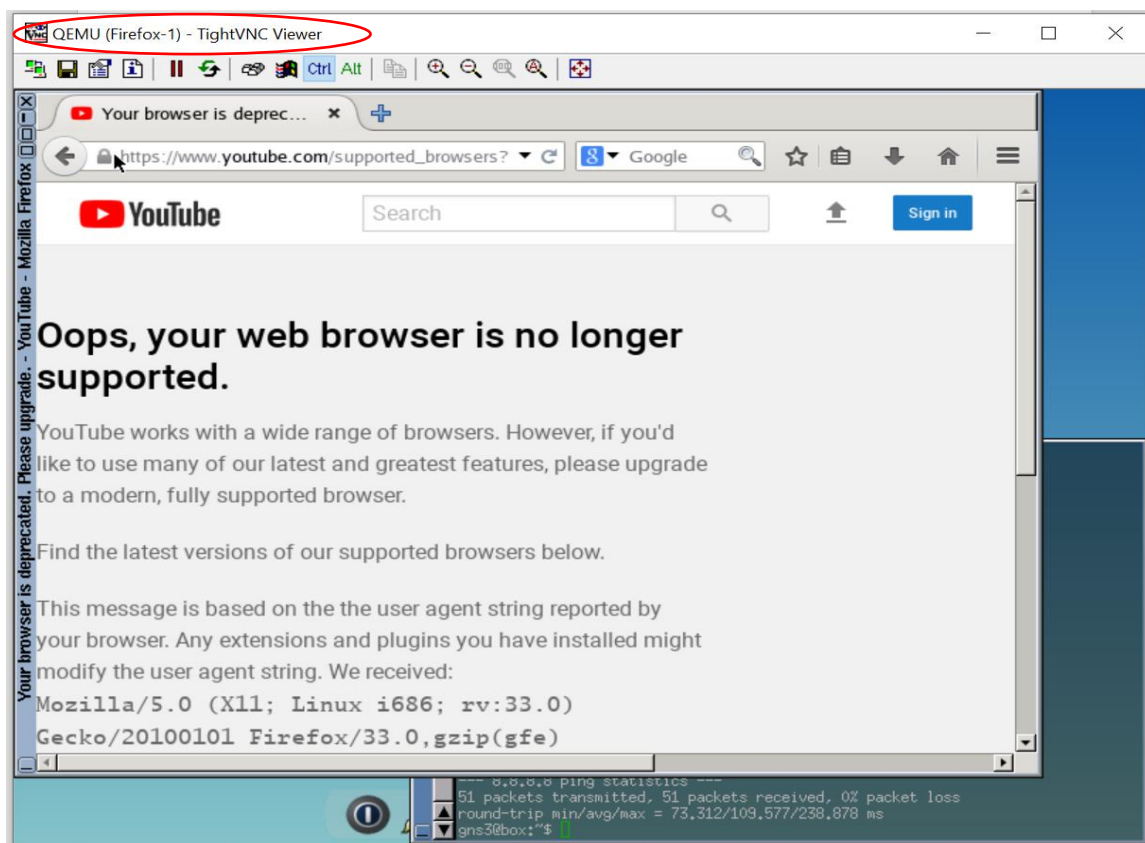 QEMU (Firefox-1) - TightVNC Viewer
Ctrl Alt
Your browser is deprec...
https://www.youtube.com/supported_browsers?
8 Google
YouTube
Search
Sign in
Your browser is deprecated. Please upgrade. - YouTube - Mozilla Firefox
Oops, your web browser is no longer
supported.
YouTube works with a wide range of browsers. However, if you'd
like to use many of our latest and greatest features, please upgrade
to a modern, fully supported browser.
Find the latest versions of our supported browsers below.
This message is based on the the user agent string reported by
your browser. Any extensions and plugins you have installed might
modify the user agent string. We received:
Mozilla/5.0 (X11; Linux i686; rv:33.0)
Gecko/20100101 Firefox/33.0,gzip(gfe)
--- 8.8.8.8 ping statistics ---
51 packets transmitted, 51 packets received, 0% packet loss
round-trip min/avg/max = 73.312/109.577/238.878 ms
gns3@box:~$